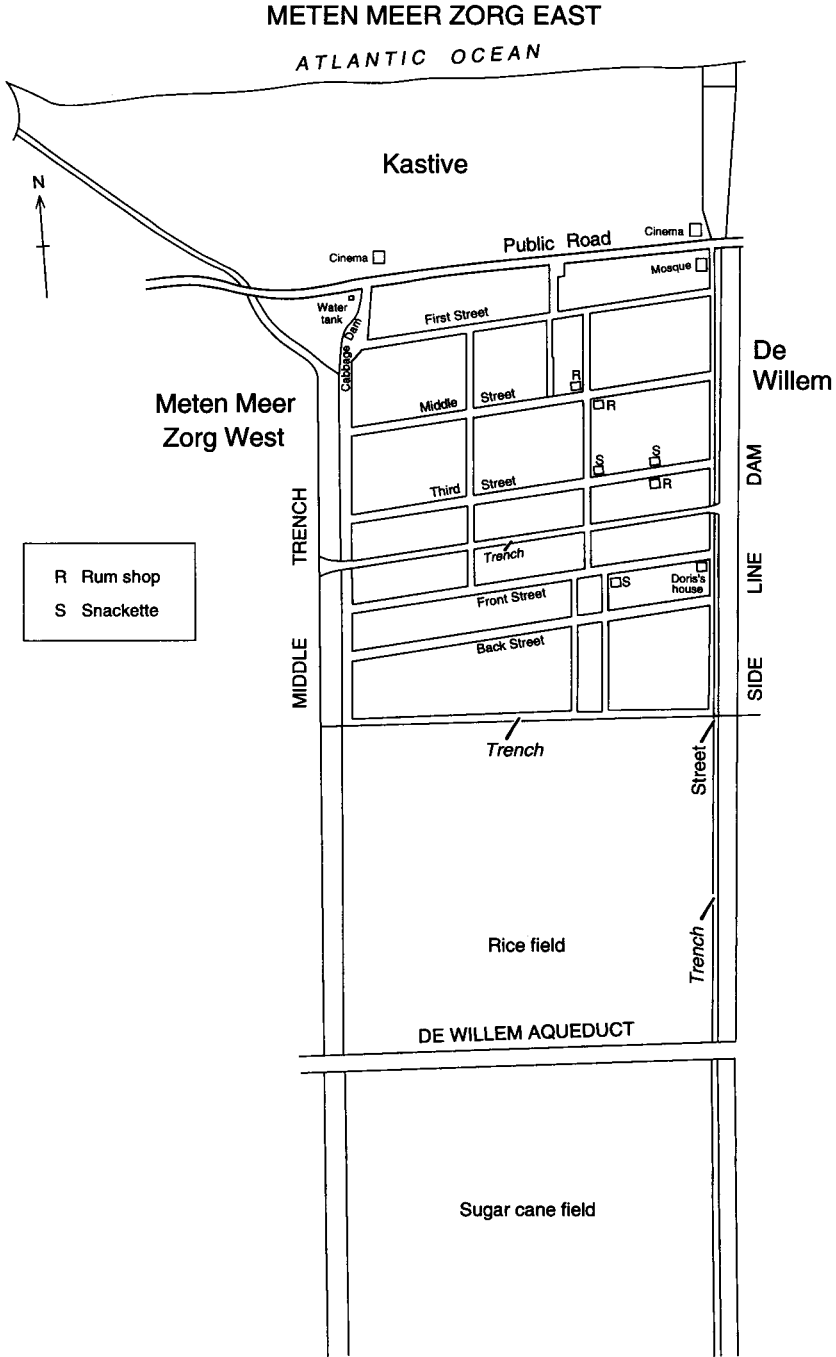 METEN MEER ZORG EAST
ATLANTIC OCEAN
Kastive
N
Cinema
Public Road
Cinema
Mosque
Water
tank
First Street
Cabbage Dam
De
Willem
R
Meten Meer
Zorg West
Middle Street
R
S
S
Third Street
R
DAM
TRENCH
Trench
R Rum shop
S Snackette
S
Doris's
house
LINE
Front Street
Back Street
MIDDLE
SIDE
Trench
Street
Rice field
Trench
DE WILLEM AQUEDUCT
Sugar cane field